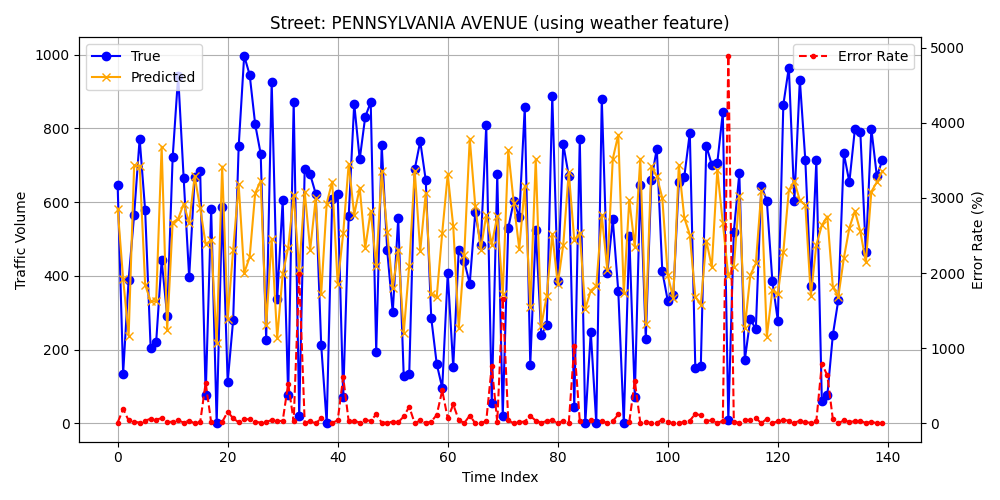 Street: PENNSYLVANIA AVENUE (using weather feature)
True
Predicted
Error Rate
Traffic Volume
1000
800
600
400
200
0
5000
4000
3000
2000
1000
0
Error Rate (%)
0 20 40 60 80 100 120 140
Time Index